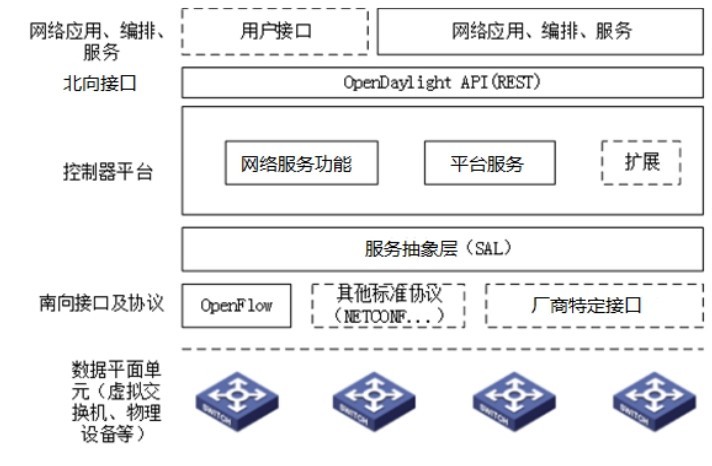 网络应用、编排、
服务
用户接口
网络应用、编排、服务
北向接口
OpenDaylight API(REST)
控制器平台
网络服务功能
平台服务
扩展
服务抽象层（SAL）
南向接口及协议
OpenFlow
其他标准协议
（NETCONF...）
厂商特定接口
数据平面单
元（虚拟交
换机、物理
设备等）
SWITCH
SWITCH
SWITCH
SWITCH